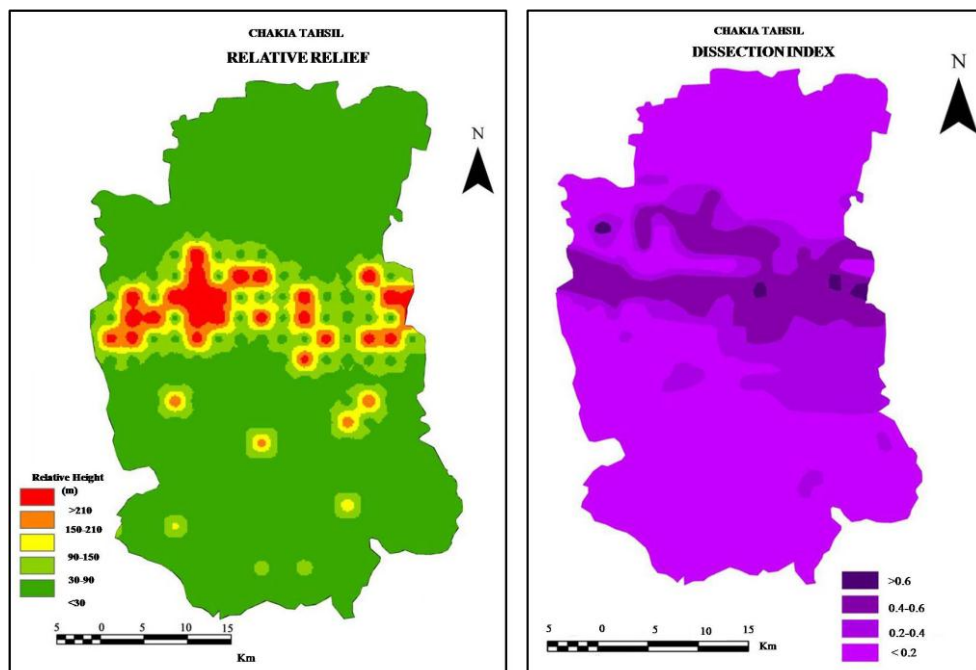 CHAKIA TAHSIL
RELATIVE RELIEF
N
Relative Height
(m)
>210
150-210
90-150
30-90
<30
5 0 5 10 15
Km
CHAKIA TAHSIL
DISSECTION INDEX
N
>0.6
0.4-0.6
0.2-0.4
< 0.2
5 0 5 10 15
Km